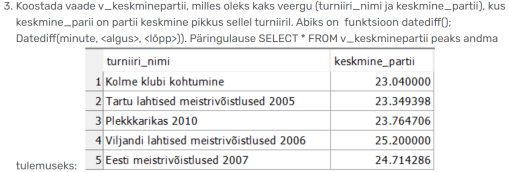 3. Koostada vaade v_keskminepartii, milles oleks kaks veergu (turniiri_nimi ja keskmine_partii), kus
keskmine_parii on partii keskmine pikkus sellel turniiril. Abiks on funktsioon datediff();
Datediff(minute, <algus>, <lõpp>)). Päringulause SELECT * FROM v_keskminepartii peaks andma
turniiri_nimi keskmine_partii
1 Kolme klubi kohtumine 23.040000
2 Tartu lahtised meistrivõistlused 2005 23.349398
3 Plekkkarikas 2010 23.764706
4 Viljandi lahtised meistrivõistlused 2006 25.200000
5 Eesti meistrivõistlused 2007 24.714286
tulemuseks: